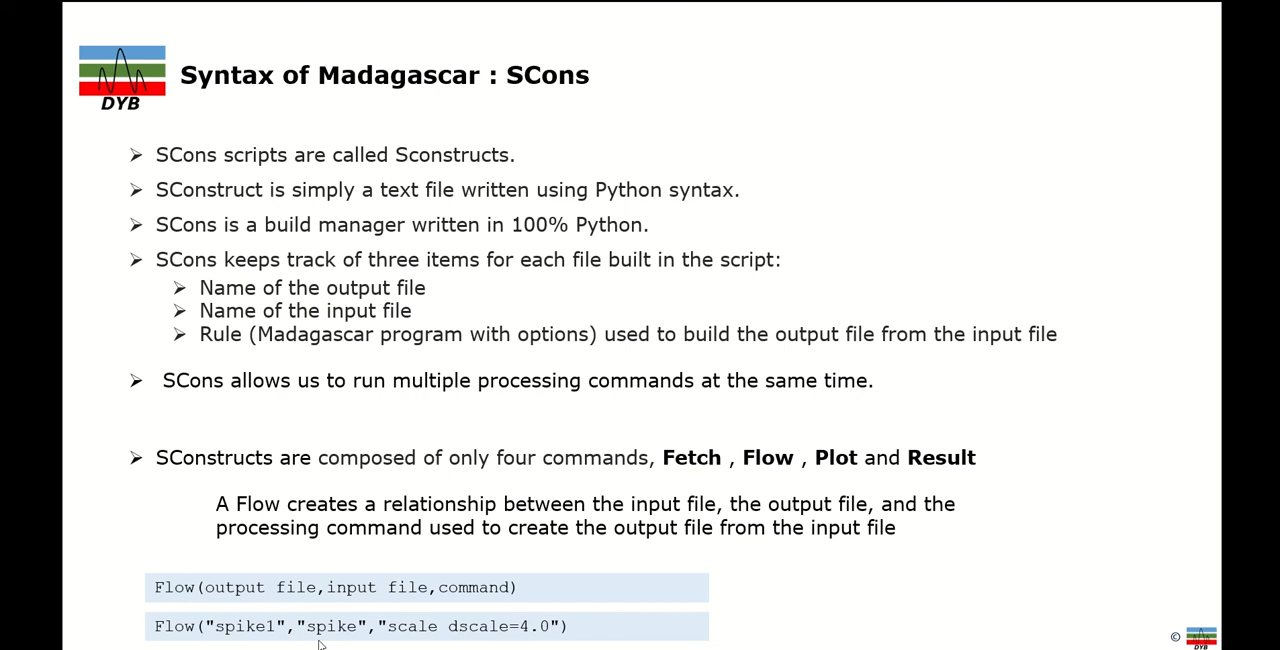 DYB
Syntax of Madagascar : SCons
SCons scripts are called Sconstructs.
SConstruct is simply a text file written using Python syntax.
SCons is a build manager written in 100% Python.
SCons keeps track of three items for each file built in the script:
Name of the output file
Name of the input file
Rule (Madagascar program with options) used to build the output file from the input file
SCons allows us to run multiple processing commands at the same time.
SConstructs are composed of only four commands, Fetch , Flow , Plot and Result
A Flow creates a relationship between the input file, the output file, and the
processing command used to create the output file from the input file
Flow(output file,input file,command)
Flow("spike1","spike","scale dscale=4.0")
© DYB